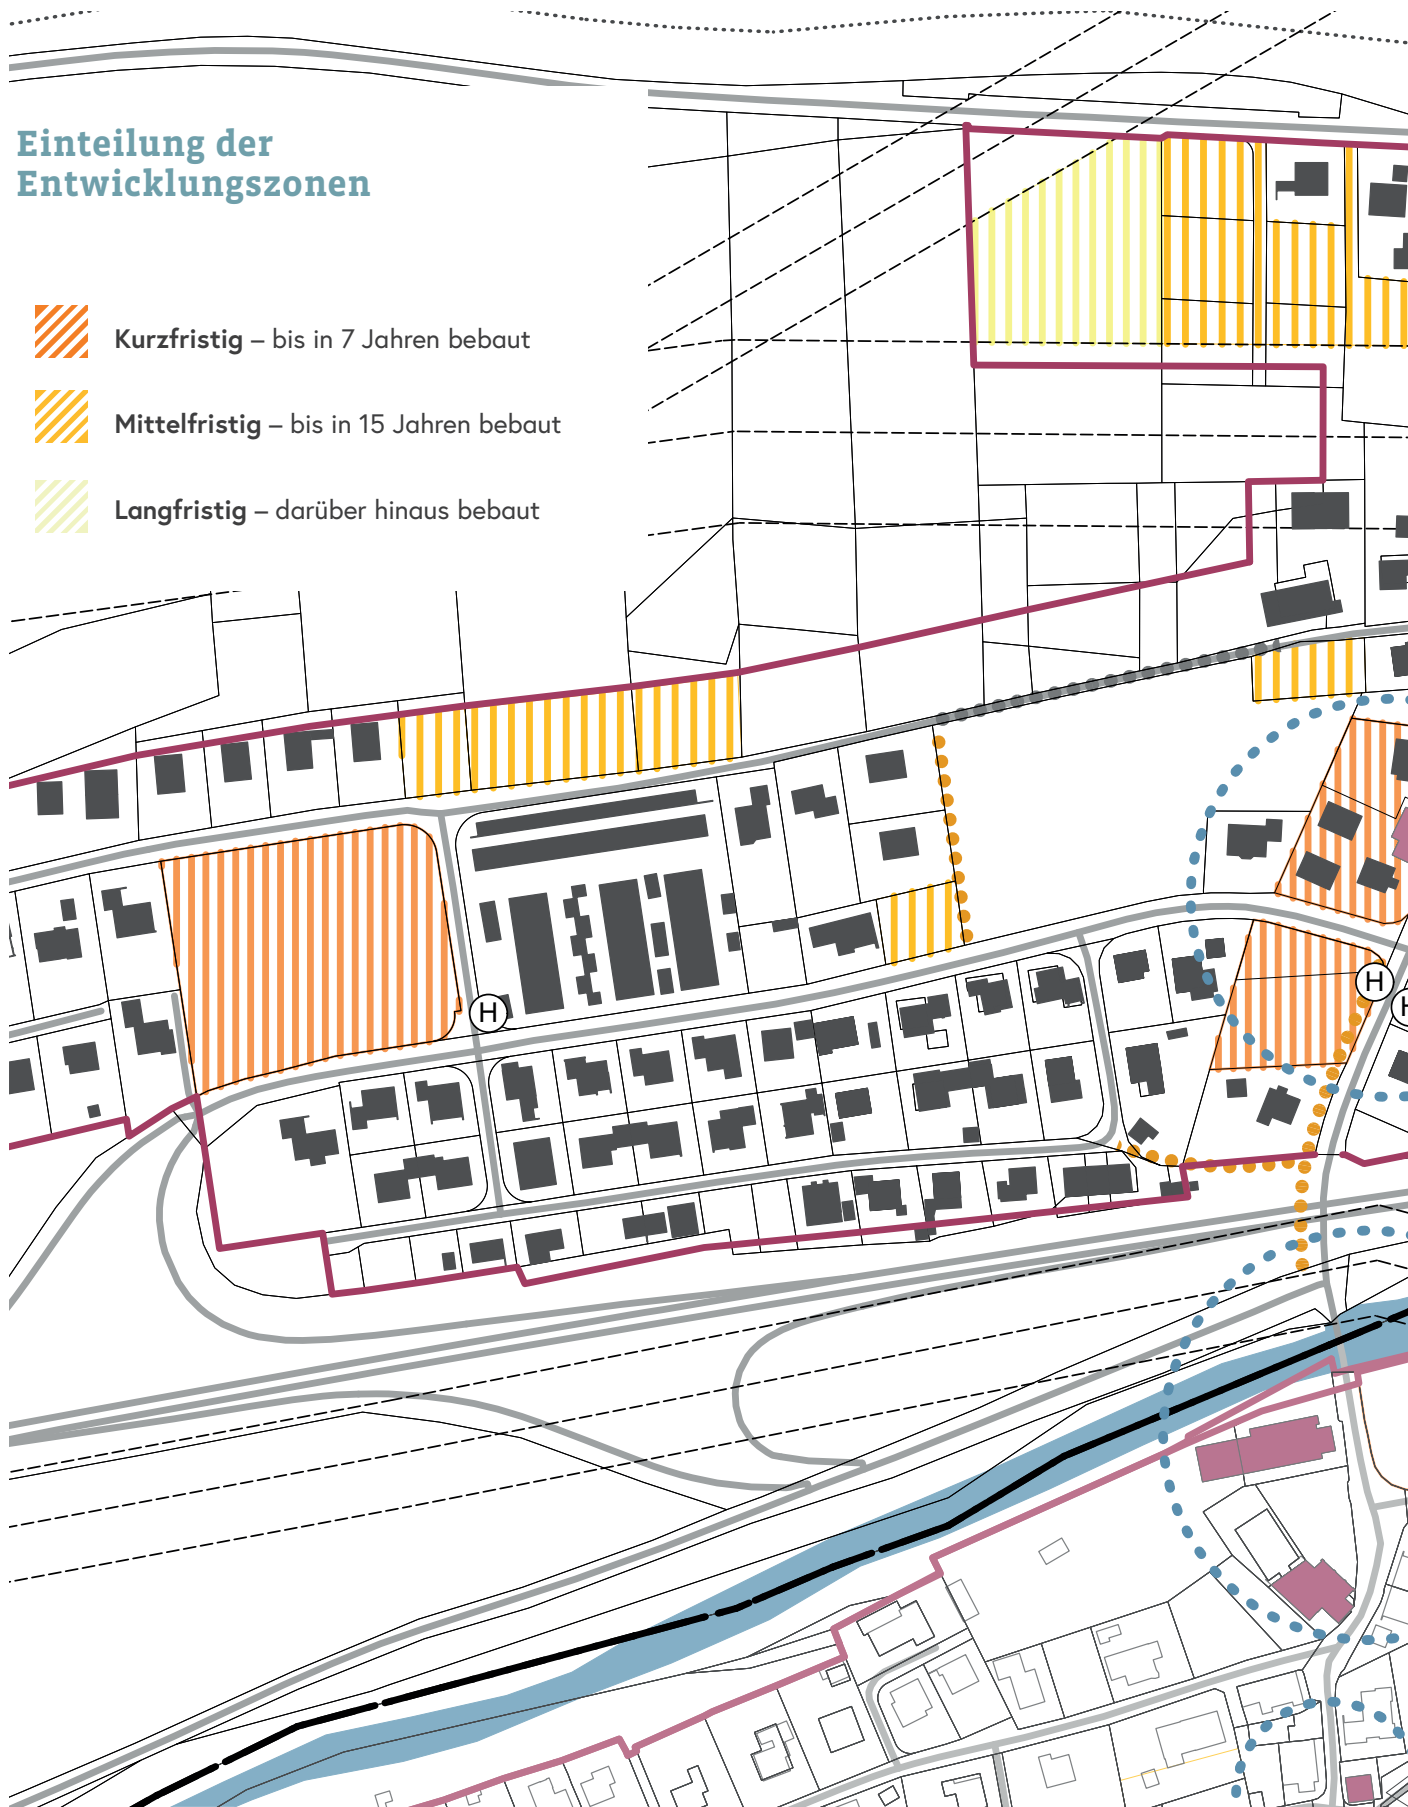 Einteilung der
Entwicklungszonen
Kurzfristig – bis in 7 Jahren bebaut
Mittelfristig – bis in 15 Jahren bebaut
Langfristig – darüber hinaus bebaut
H
H
H